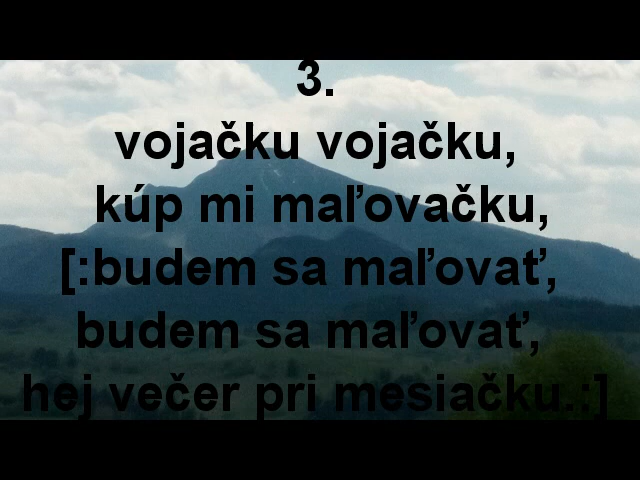 3.
vojačku vojačku,
kúp mi maľovačku,
[:budem sa maľovať,
budem sa maľovať,
hej večer pri mesiačku.:]